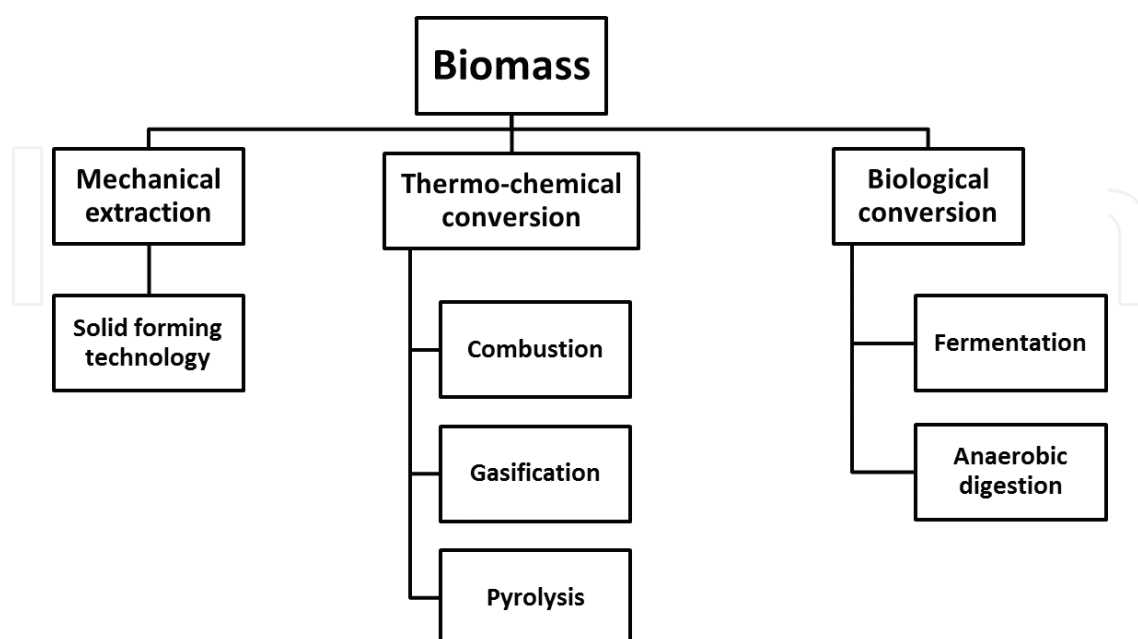 Biomass
Mechanical
extraction
Thermo-chemical
conversion
Biological
conversion
Solid forming
technology
Combustion
Gasification
Pyrolysis
Fermentation
Anaerobic
digestion